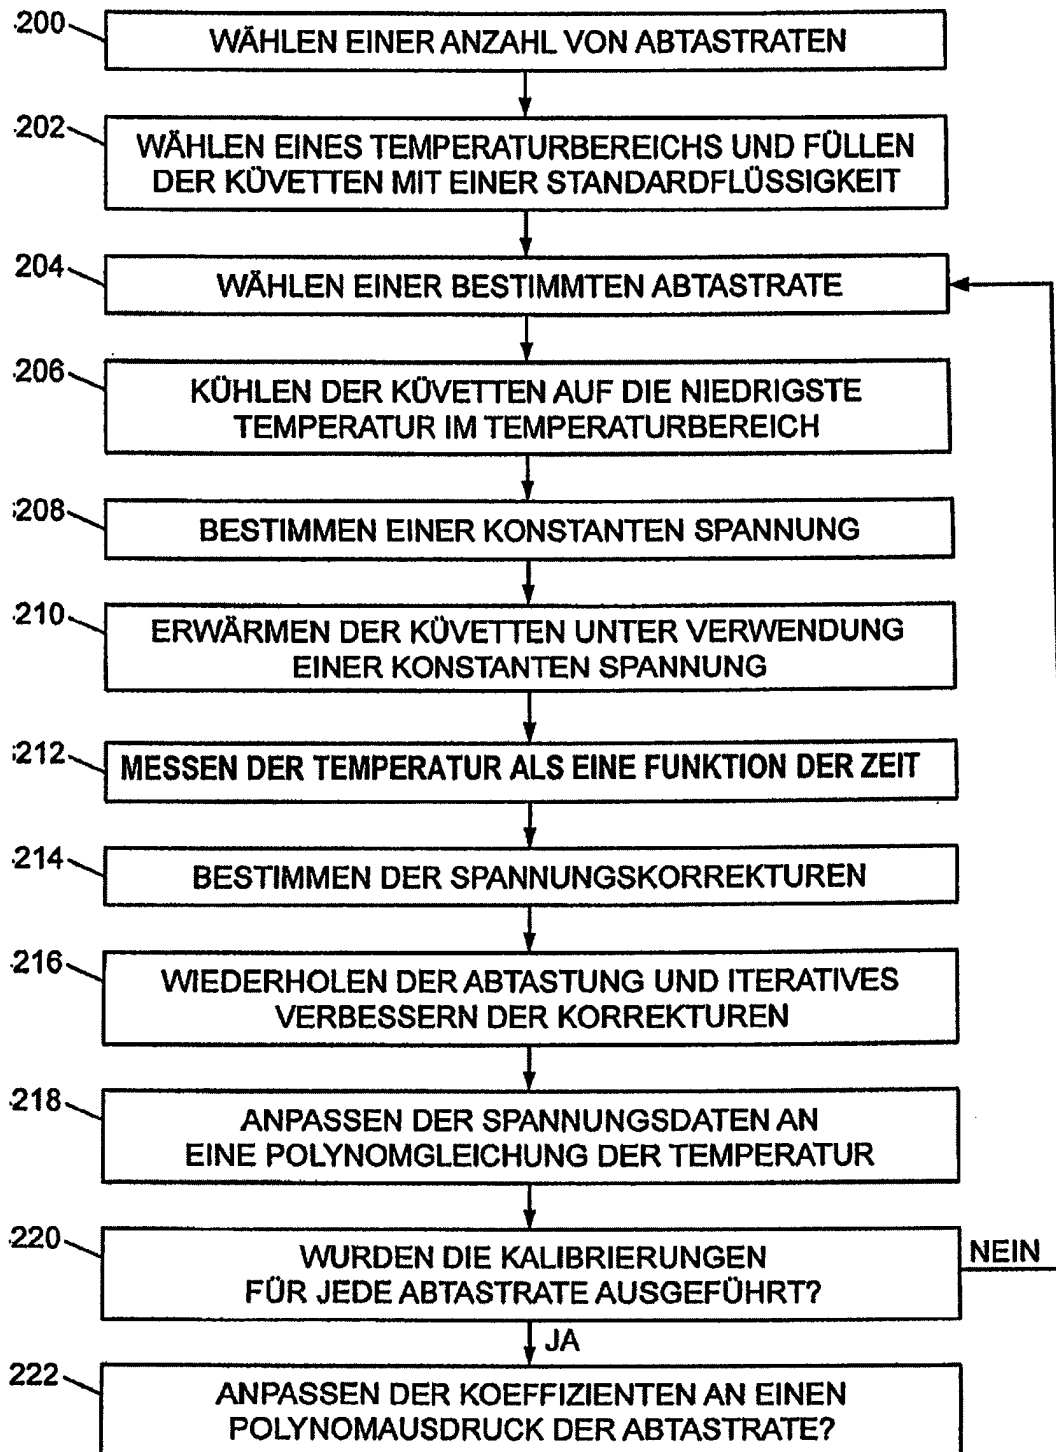 200
WÄHLEN EINER ANZAHL VON ABTASTRATEN
202
WÄHLEN EINES TEMPERATURBEREICHS UND FÜLLEN
DER KÜVETTEN MIT EINER STANDARDFLÜSSIGKEIT
204
WÄHLEN EINER BESTIMMTEN ABTASTRATE
206
KÜHLEN DER KÜVETTEN AUF DIE NIEDRIGSTE
TEMPERATUR IM TEMPERATURBEREICH
208
BESTIMMEN EINER KONSTANTEN SPANNUNG
210
ERWÄRMEN DER KÜVETTEN UNTER VERWENDUNG
EINER KONSTANTEN SPANNUNG
212
MESSEN DER TEMPERATUR ALS EINE FUNKTION DER ZEIT
214
BESTIMMEN DER SPANNUNGSKORREKTUREN
216
WIEDERHOLEN DER ABTASTUNG UND ITERATIVES
VERBESSERN DER KORREKTUREN
218
ANPASSEN DER SPANNUNGSDATEN AN
EINE POLYNOMGLEICHUNG DER TEMPERATUR
220
WURDEN DIE KALIBRIERUNGEN
FÜR JEDE ABTASTRATE AUSGEFÜHRT?
NEIN
JA
222
ANPASSEN DER KOEFFIZIENTEN AN EINEN
POLYNOMAUSDRUCK DER ABTASTRATE?